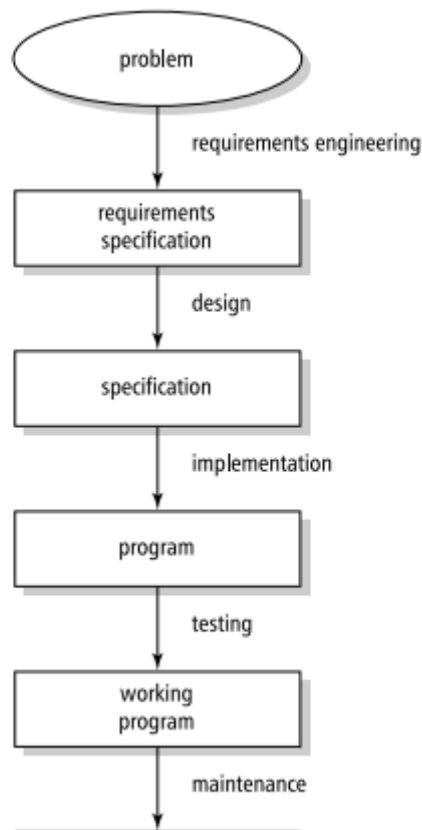 problem
requirements engineering
requirements
specification
design
specification
implementation
program
testing
working
program
maintenance